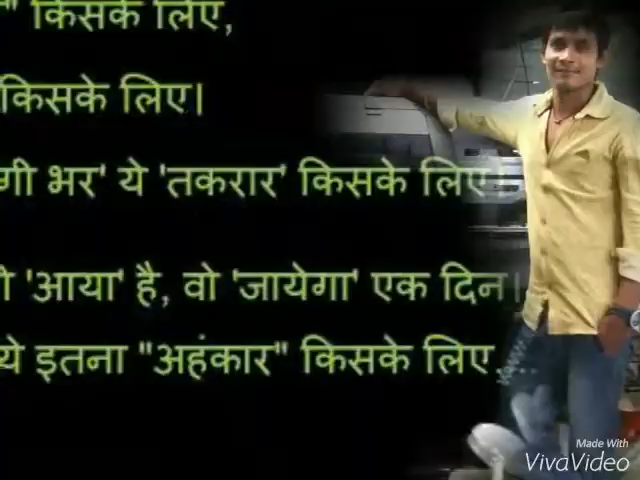 " किसके लिए,
किसके लिए।
भर' ये 'तकरार' किसके लिए।
'आया' है, वो 'जायेगा' एक दिन।
ये इतना "अहंकार" किसके लिए....
Made With
VivaVideo